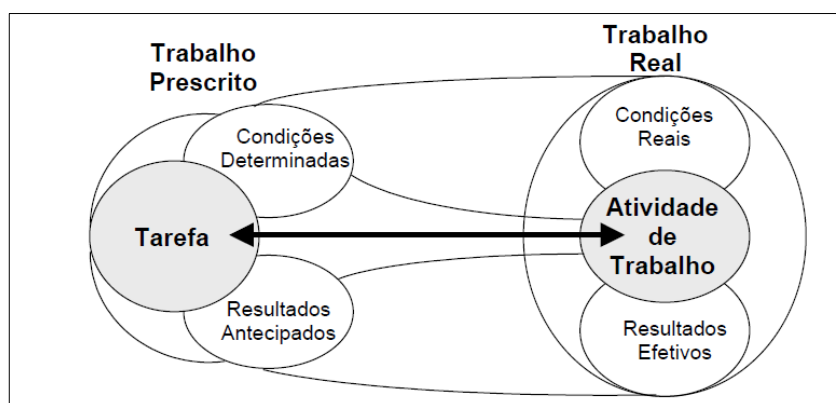 Trabalho
Prescrito
Trabalho
Real
Condições
Determinadas
Condições
Reais
Tarefa
Atividade
de
Trabalho
Resultados
Antecipados
Resultados
Efetivos